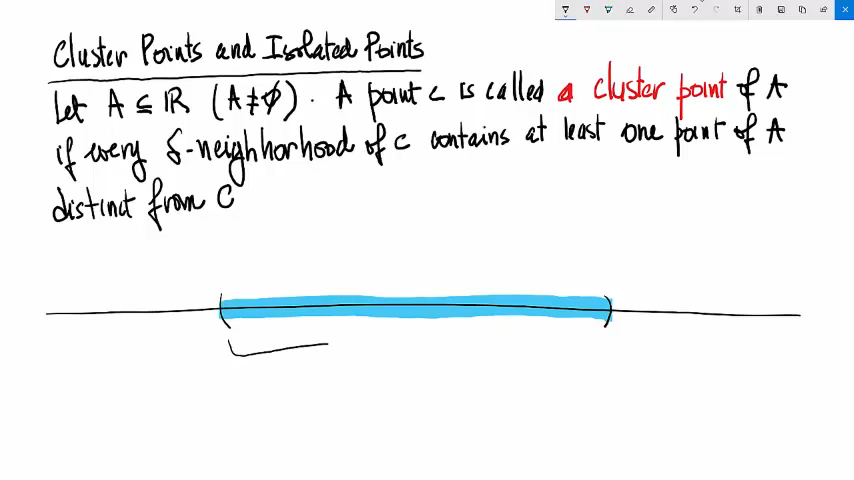 Cluster Points and Isolated Points
Let A ⊆ ℝ (A ≠ ϕ). A point c is called a cluster point of A
if every δ-neighborhood of c contains at least one point of A
distinct from C